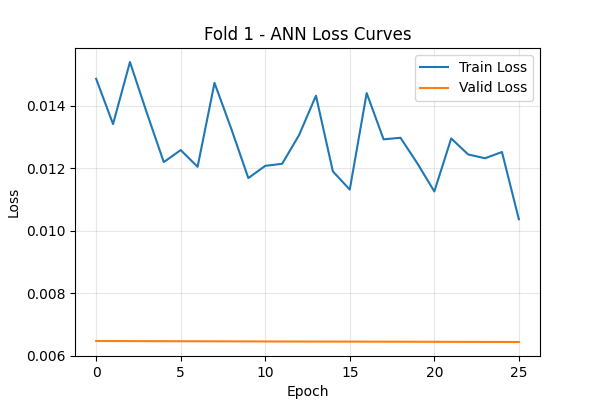 Fold 1 - ANN Loss Curves
Train Loss
Valid Loss
0.014
0.012
0.010
0.008
0.006
Loss
0 5 10 15 20 25
Epoch